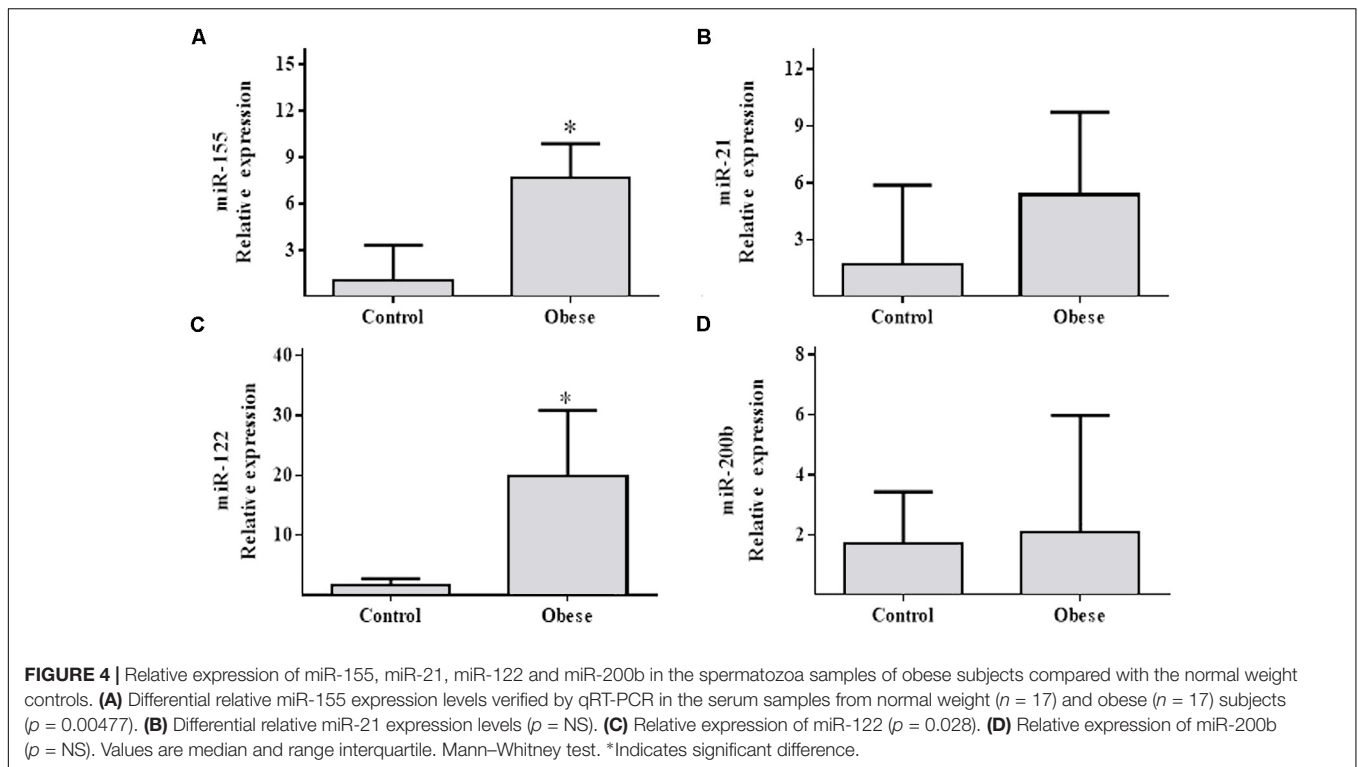 A
15
12
9
6
3
miR-155
Relative expression
*
Control
Obese
B
12
9
6
3
miR-21
Relative expression
Control
Obese
C
40
30
20
10
miR-122
Relative expression
*
Control
Obese
D
8
6
4
2
miR-200b
Relative expression
Control
Obese
FIGURE 4 | Relative expression of miR-155, miR-21, miR-122 and miR-200b in the spermatozoa samples of obese subjects compared with the normal weight
controls. (A) Differential relative miR-155 expression levels verified by qRT-PCR in the serum samples from normal weight (n = 17) and obese (n = 17) subjects
(p = 0.00477). (B) Differential relative miR-21 expression levels (p = NS). (C) Relative expression of miR-122 (p = 0.028). (D) Relative expression of miR-200b
(p = NS). Values are median and range interquartile. Mann–Whitney test. *Indicates significant difference.